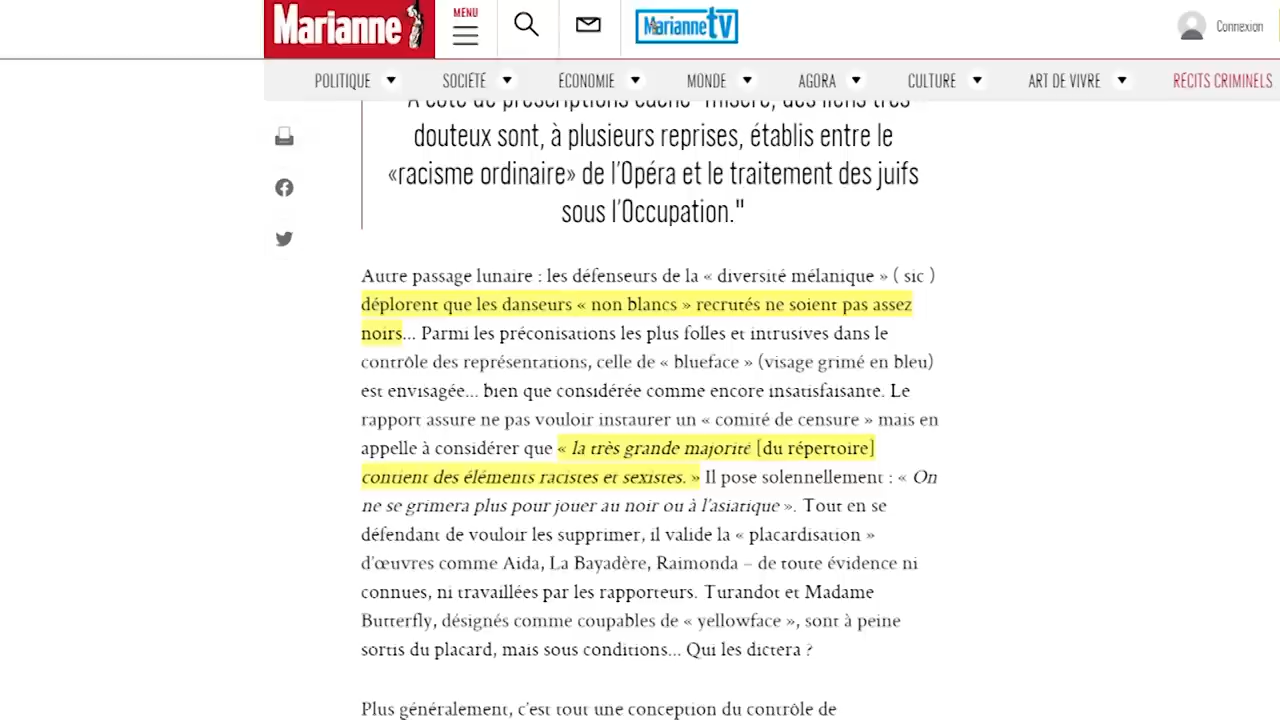 Marianne
MENU
MarianneTV
Connexion
POLITIQUE
SOCIÉTÉ
ÉCONOMIE
MONDE
AGORA
CULTURE
ART DE VIVRE
RÉCITS CRIMINELS
douteux sont, à plusieurs reprises, établis entre le
«racisme ordinaire» de l'Opéra et le traitement des juifs
sous l'Occupation."
Autre passage lunaire : les défenseurs de la « diversité mélanique » ( sic )
déplorent que les danseurs « non blancs » recrutés ne soient pas assez
noirs... Parmi les préconisations les plus folles et intrusives dans le
contrôle des représentations, celle de « blueface » (visage grimé en bleu)
est envisagée... bien que considérée comme encore insatisfaisante. Le
rapport assure ne pas vouloir instaurer un « comité de censure » mais en
appelle à considérer que « la très grande majorité [du répertoire]
contient des éléments racistes et sexistes. » Il pose solennellement : « On
ne se grimera plus pour jouer au noir ou à l'asiatique ». Tout en se
défendant de vouloir les supprimer, il valide la « placardisation »
d'œuvres comme Aida, La Bayadère, Raimonda – de toute évidence ni
connues, ni travaillées par les rapporteurs. Turandot et Madame
Butterfly, désignés comme coupables de « yellowface », sont à peine
sortis du placard, mais sous conditions... Qui les dictera ?
Plus généralement, c'est tout une conception du contrôle de